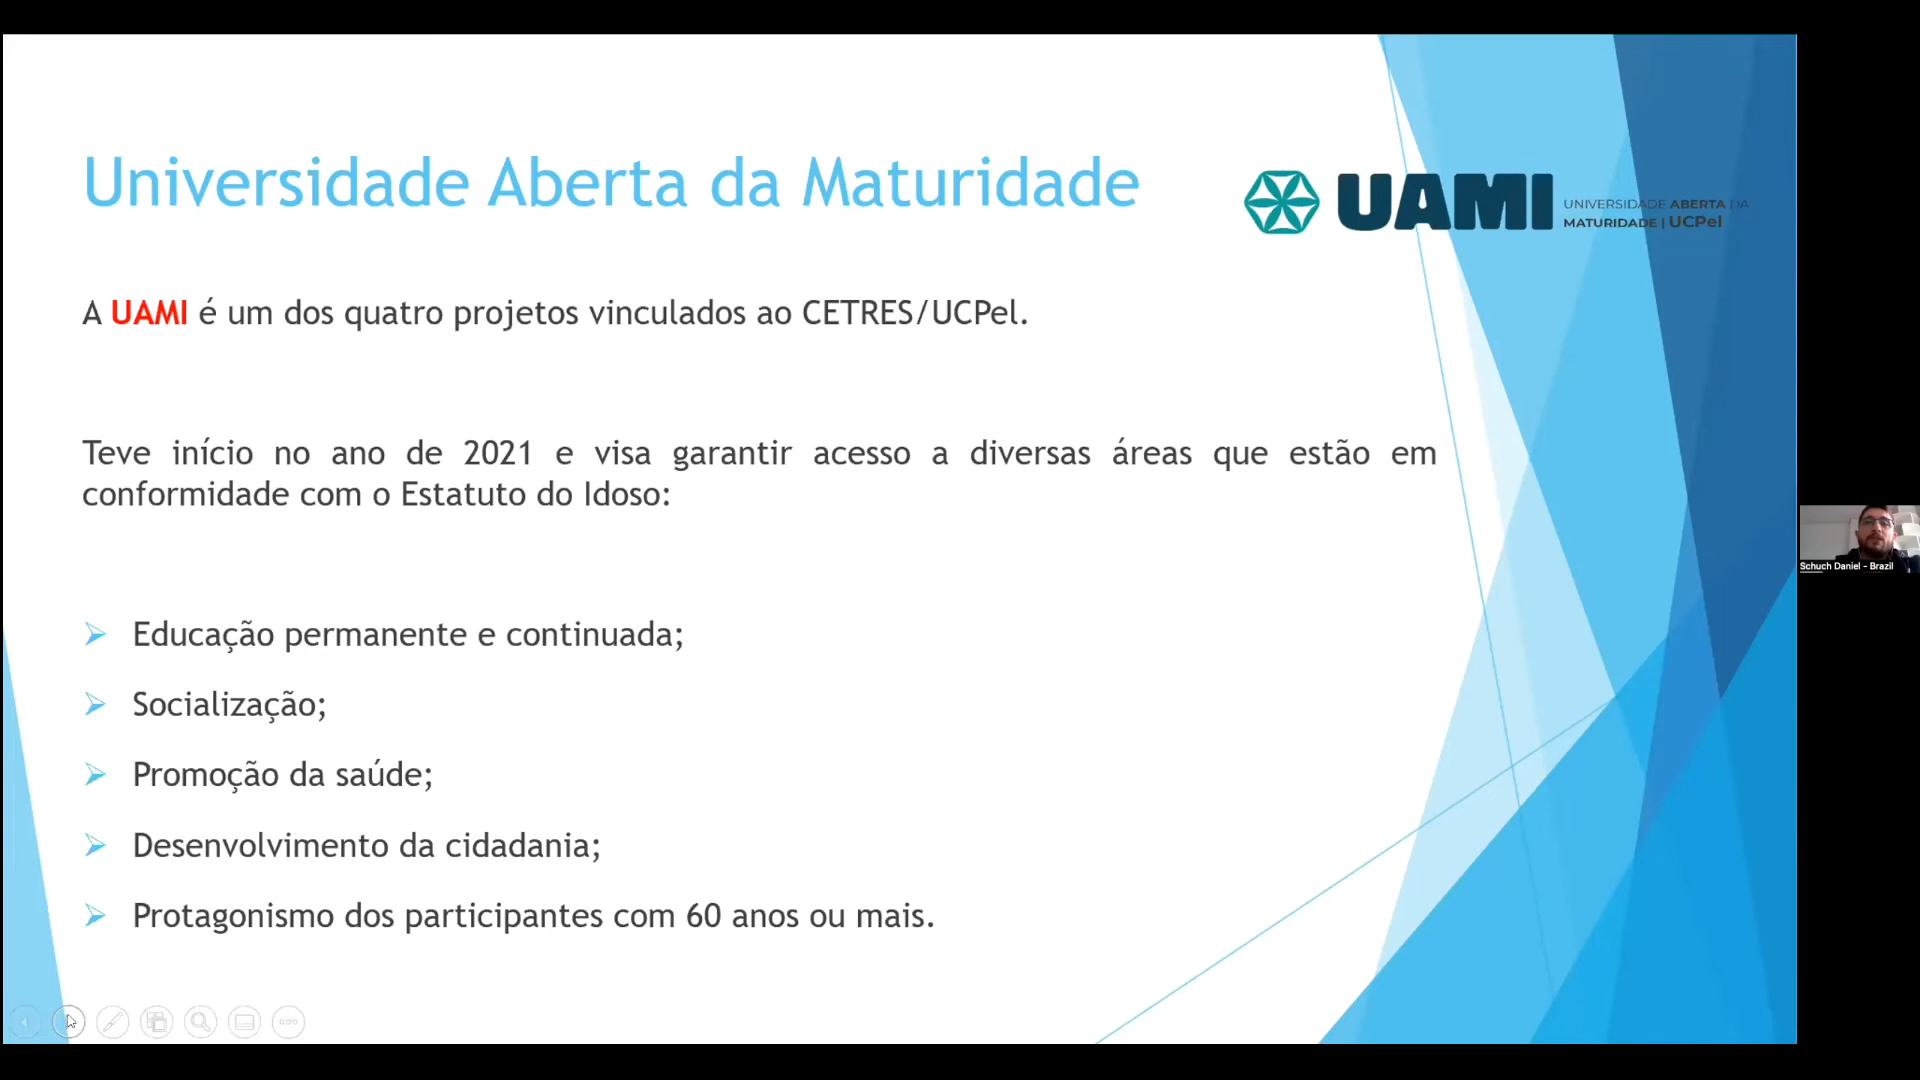 Universidade Aberta da Maturidade
UAMI
UNIVERSIDADE ABERTA DA
MATURIDADE | UCPel
A UAMI é um dos quatro projetos vinculados ao CETRES/UCPel.
Teve início no ano de 2021 e visa garantir acesso a diversas áreas que estão em
conformidade com o Estatuto do Idoso:
Educação permanente e continuada;
Socialização;
Promoção da saúde;
Desenvolvimento da cidadania;
Protagonismo dos participantes com 60 anos ou mais.
Schuch Daniel - Brazil